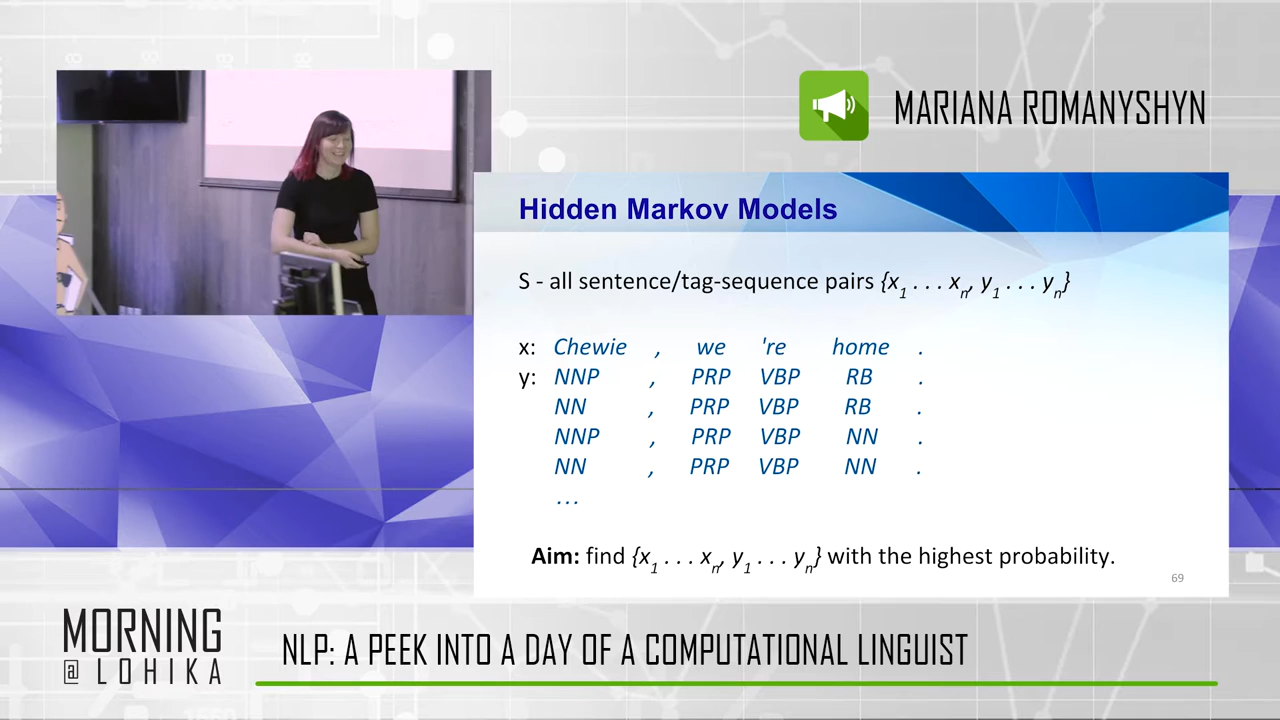 MARIANA ROMANYSHYN
Hidden Markov Models
S - all sentence/tag-sequence pairs {x1 . . . xn, y1 . . . yn}
x: Chewie , we 're home .
y: NNP , PRP VBP RB .
NN , PRP VBP RB .
NNP , PRP VBP NN .
NN , PRP VBP NN .
...
Aim: find {x1 . . . xn, y1 . . . yn} with the highest probability.
69
MORNING
@ LOHIKA
NLP: A PEEK INTO A DAY OF A COMPUTATIONAL LINGUIST